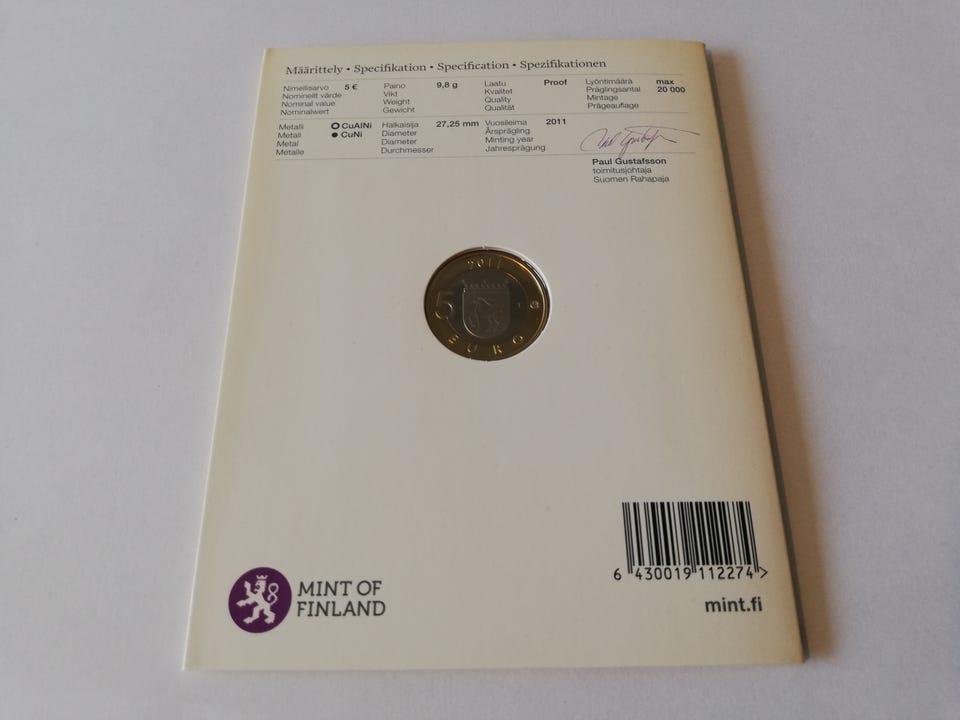 Määrittely • Specifikation • Specification • Spezifikationen
Nimellisarvo 5 € Paino 9,8 g Laatu Proof Lyöntimäärä max
Nominellt värde Vikt Kvalitet Präglingsantal 20 000
Nominal value Weight Quality Mintage
Nominalwert Gewicht Qualität Prägeauflage
Metalli CuAlNi Halkaisija 27,25 mm Vuosileima 2011
Metall CuNi Diameter Årsprägling
Metal Diameter Minting year
Metalle Durchmesser Jahresprägung
Paul Gustafsson
toimitusjohtaja
Suomen Rahapaja
2011
5
EURO
6 430019 112274 >
MINT OF
FINLAND
mint.fi